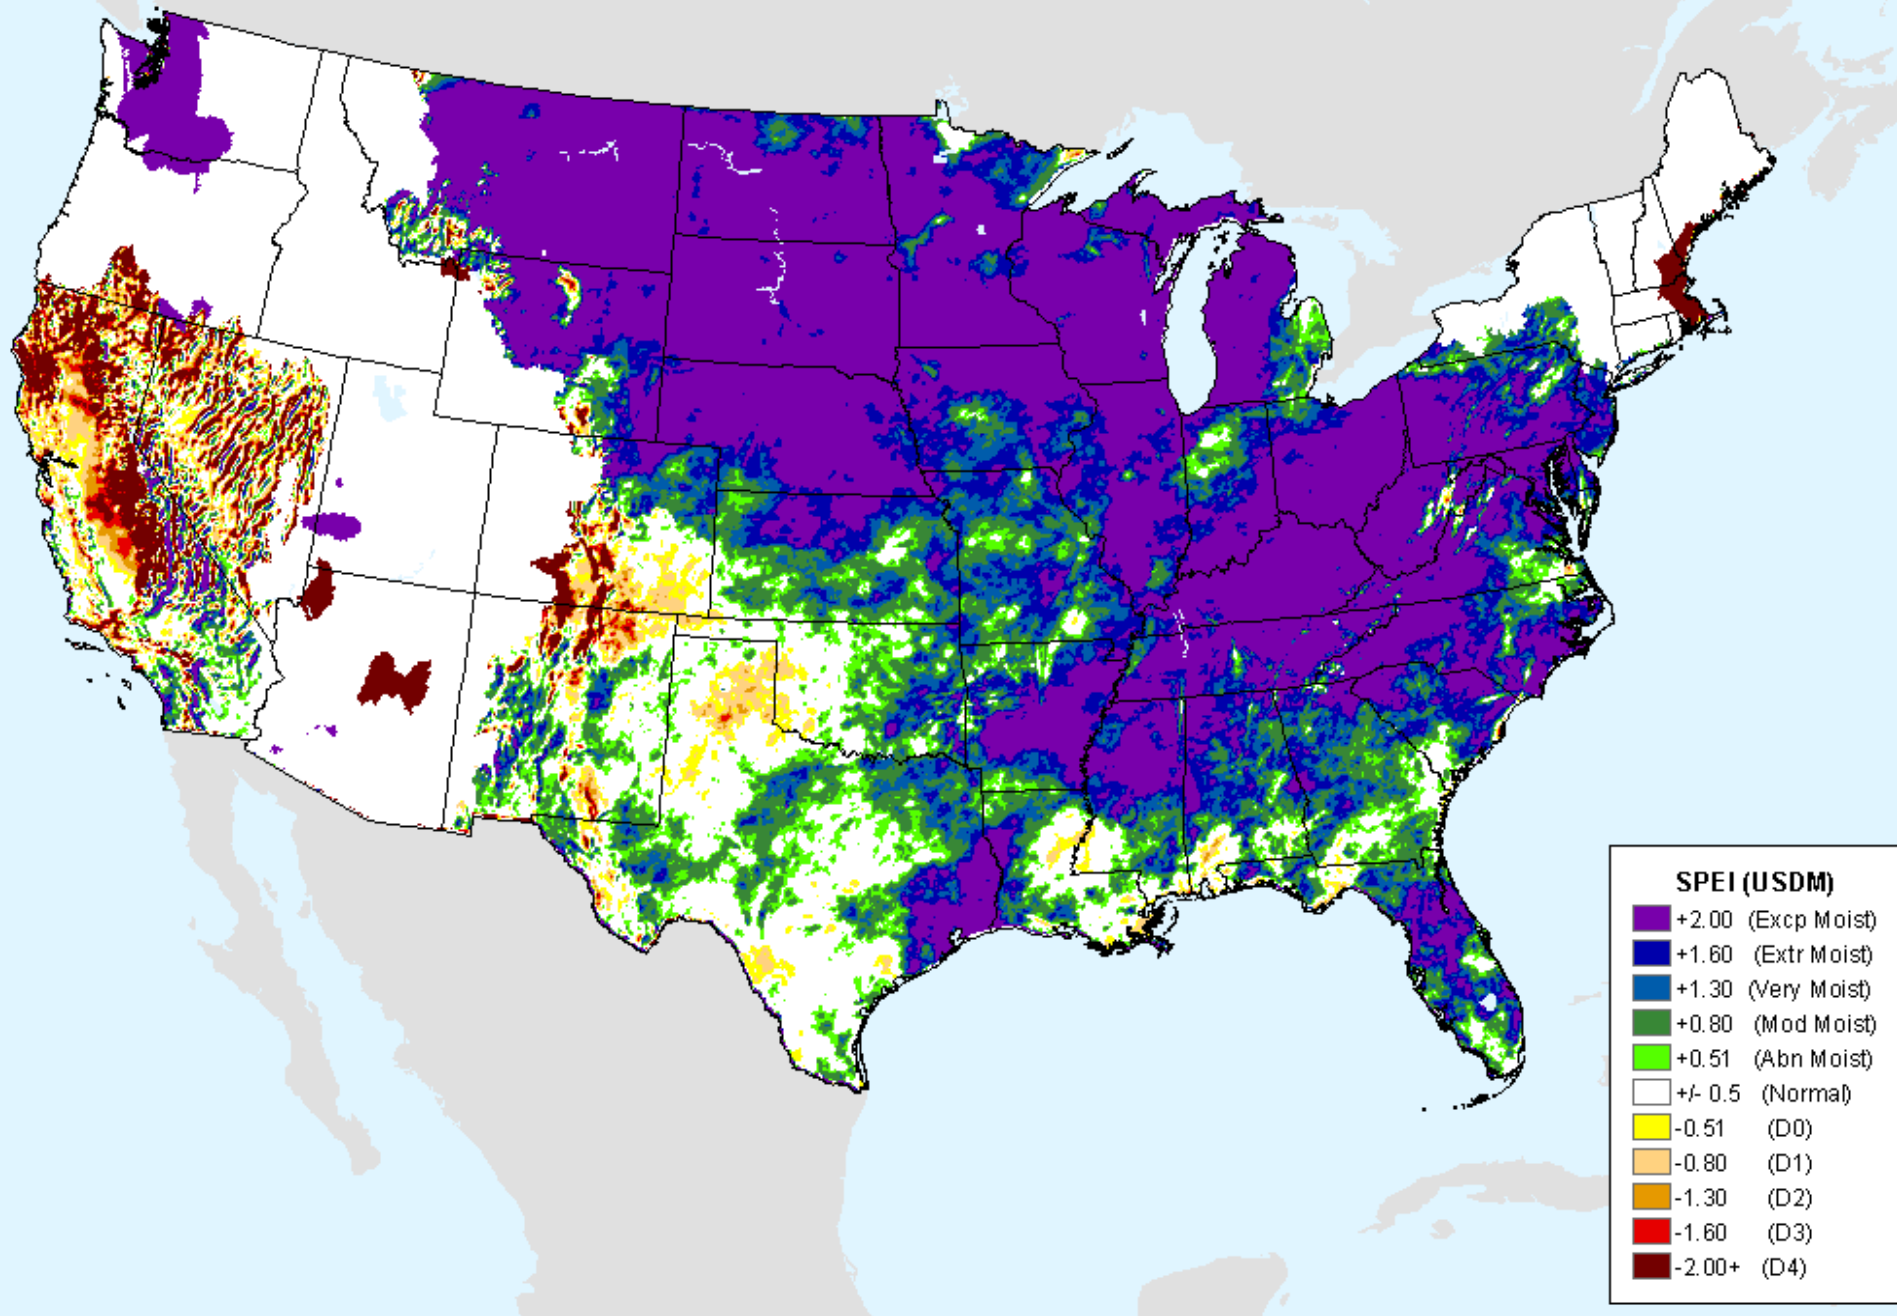 SPEI (USDM)
+2.00 (Excp Moist)
+1.60 (Extr Moist)
+1.30 (Very Moist)
+0.80 (Mod Moist)
+0.51 (Abn Moist)
+/- 0.5 (Normal)
-0.51 (D0)
-0.80 (D1)
-1.30 (D2)
-1.60 (D3)
-2.00+ (D4)